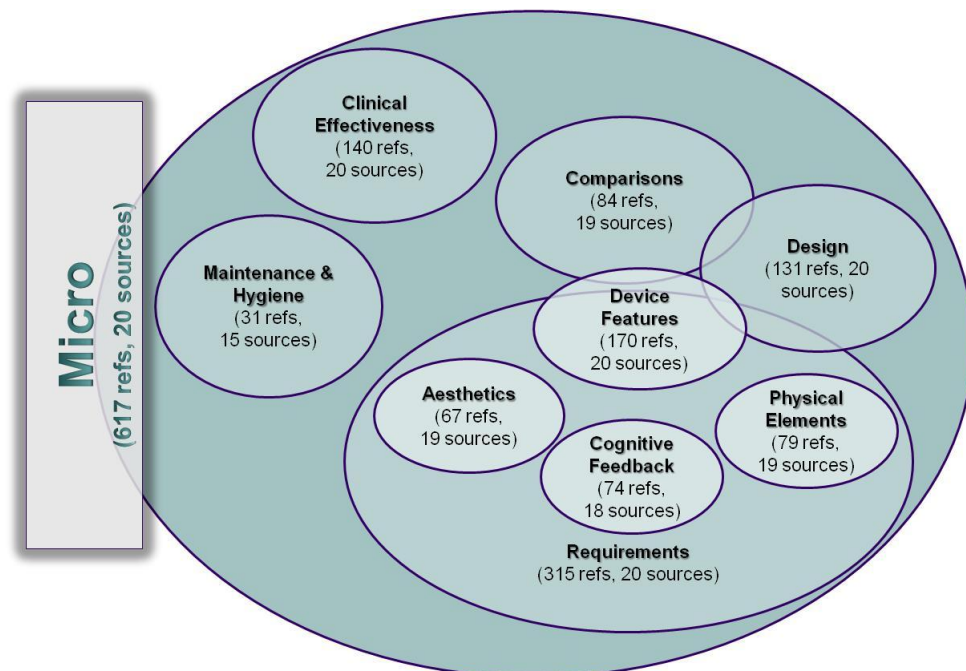 Micro
(617 refs, 20 sources)
Clinical
Effectiveness
(140 refs,
20 sources)
Comparisons
(84 refs,
19 sources)
Design
(131 refs, 20
sources)
Maintenance &
Hygiene
(31 refs,
15 sources)
Device
Features
(170 refs,
20 sources)
Aesthetics
(67 refs,
19 sources)
Cognitive
Feedback
(74 refs,
18 sources)
Physical
Elements
(79 refs,
19 sources)
Requirements
(315 refs, 20 sources)